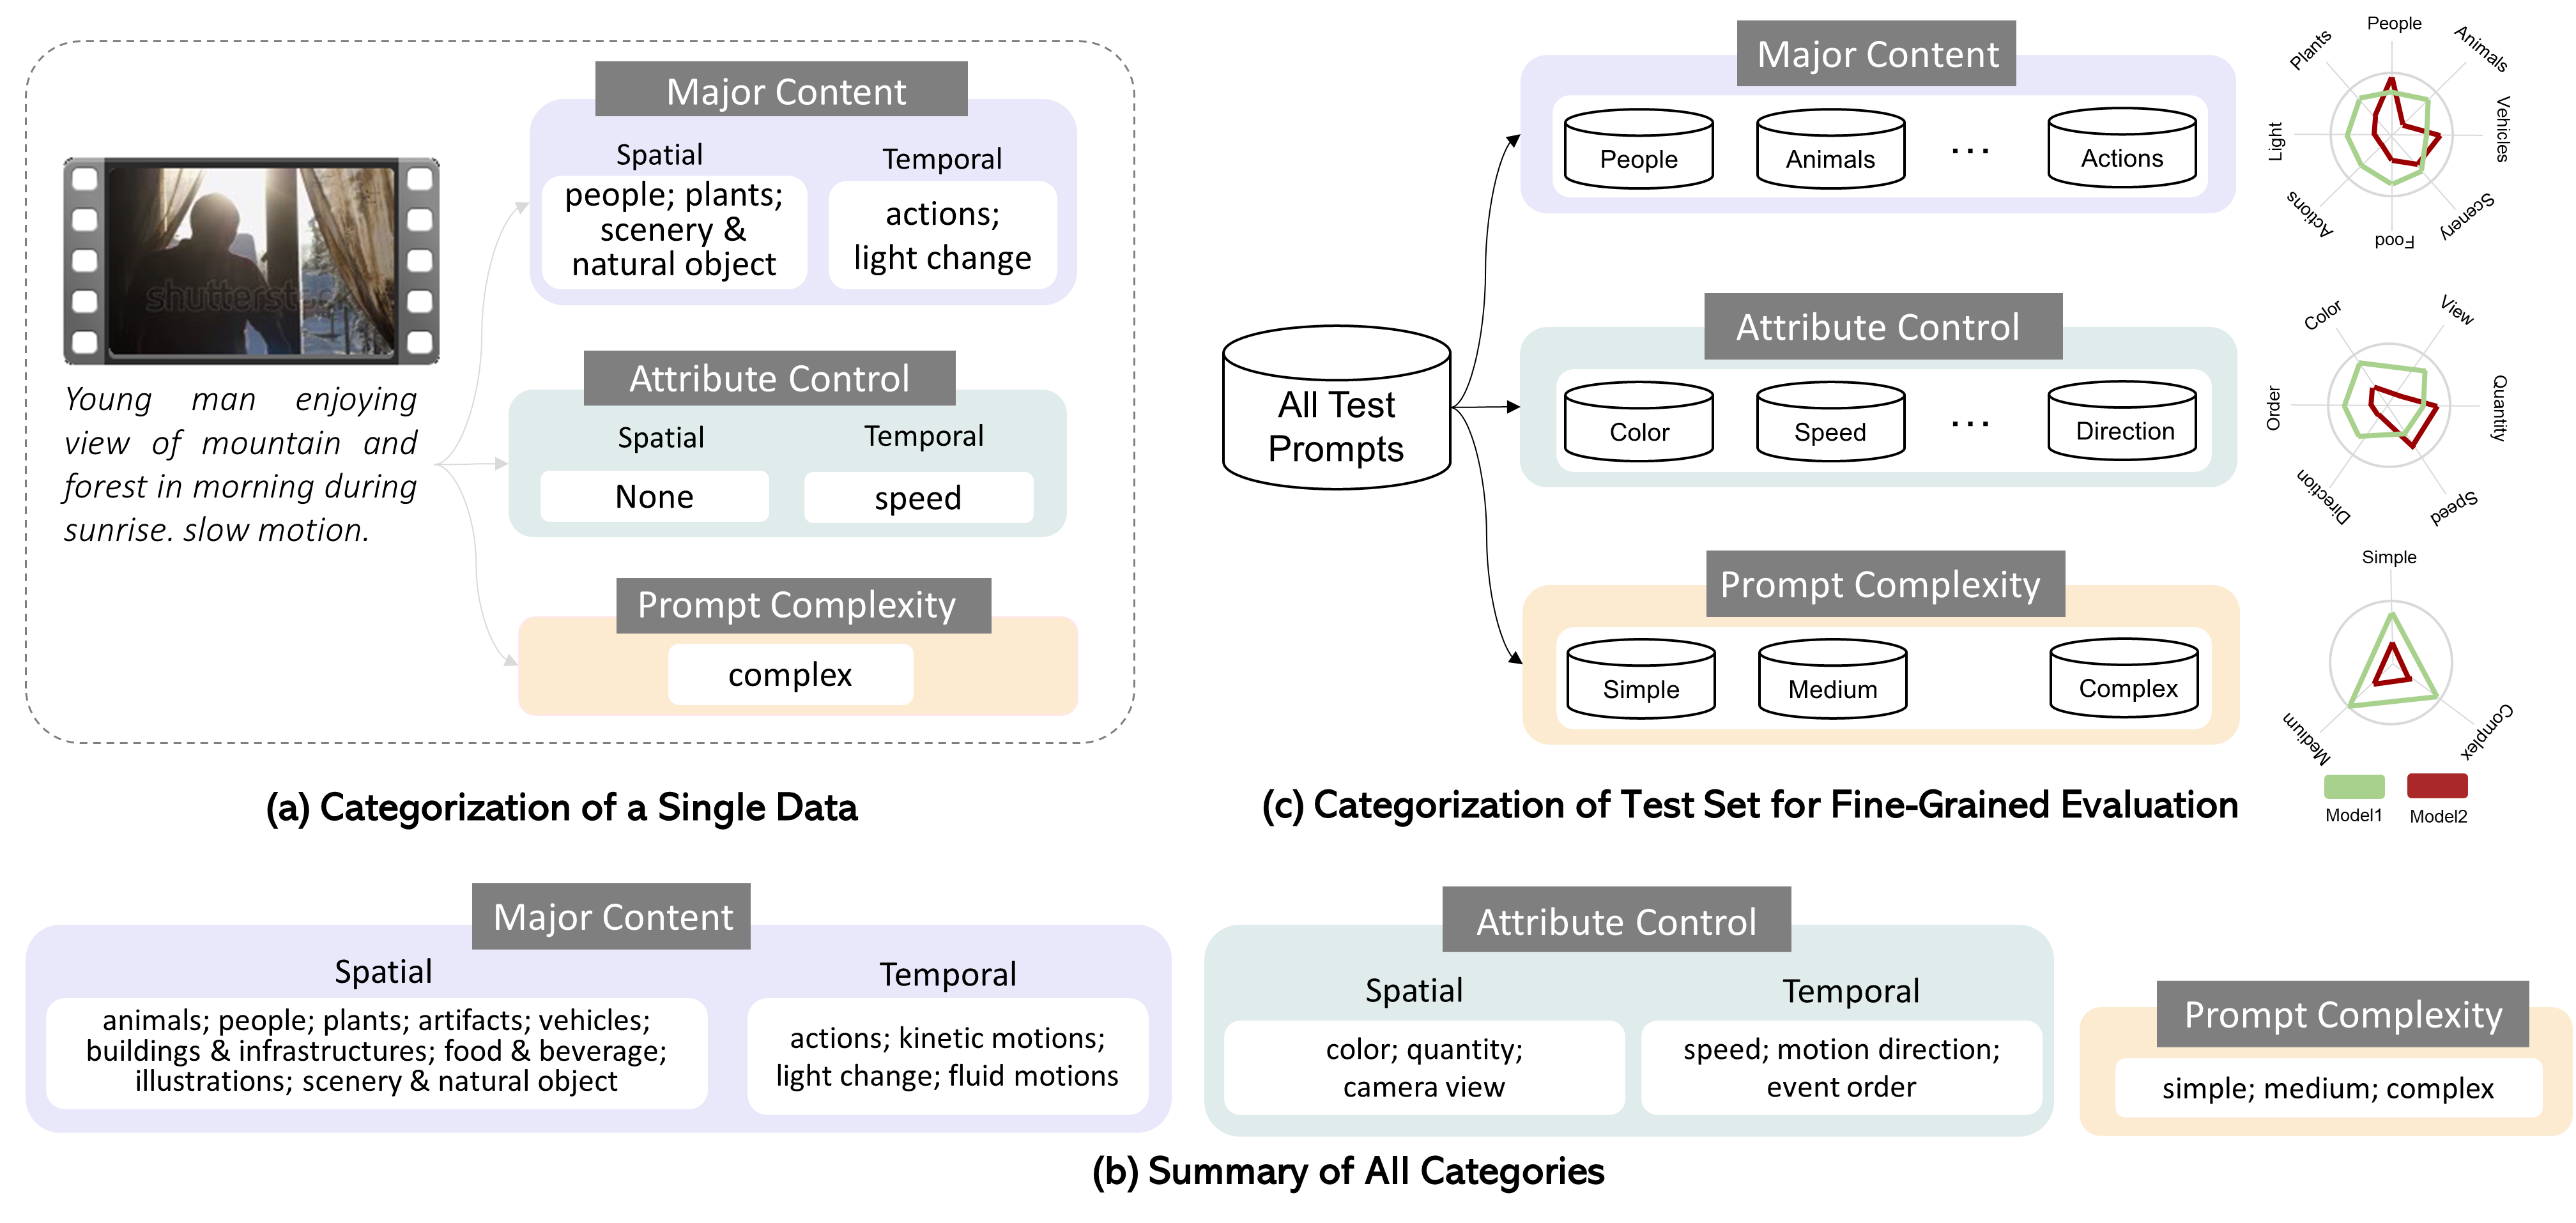 Major Content
Spatial
people; plants;
scenery &
natural object
Temporal
actions;
light change
shutterst
Young man enjoying
view of mountain and
forest in morning during
sunrise. slow motion.
Attribute Control
Spatial
None
Temporal
speed
Prompt Complexity
complex
(a) Categorization of a Single Data
All Test
Prompts
Major Content
People
Animals
...
Actions
Attribute Control
Color
Speed
...
Direction
Prompt Complexity
Simple
Medium
Complex
People
Animals
Vehicles
Scenery
Food
Actions
Light
Plants
Color
View
Quantity
Speed
Direction
Order
Simple
Complex
Medium
Model1
Model2
(c) Categorization of Test Set for Fine-Grained Evaluation
Major Content
Spatial
animals; people; plants; artifacts; vehicles;
buildings & infrastructures; food & beverage;
illustrations; scenery & natural object
Temporal
actions; kinetic motions;
light change; fluid motions
Attribute Control
Spatial
color; quantity;
camera view
Temporal
speed; motion direction;
event order
Prompt Complexity
simple; medium; complex
(b) Summary of All Categories